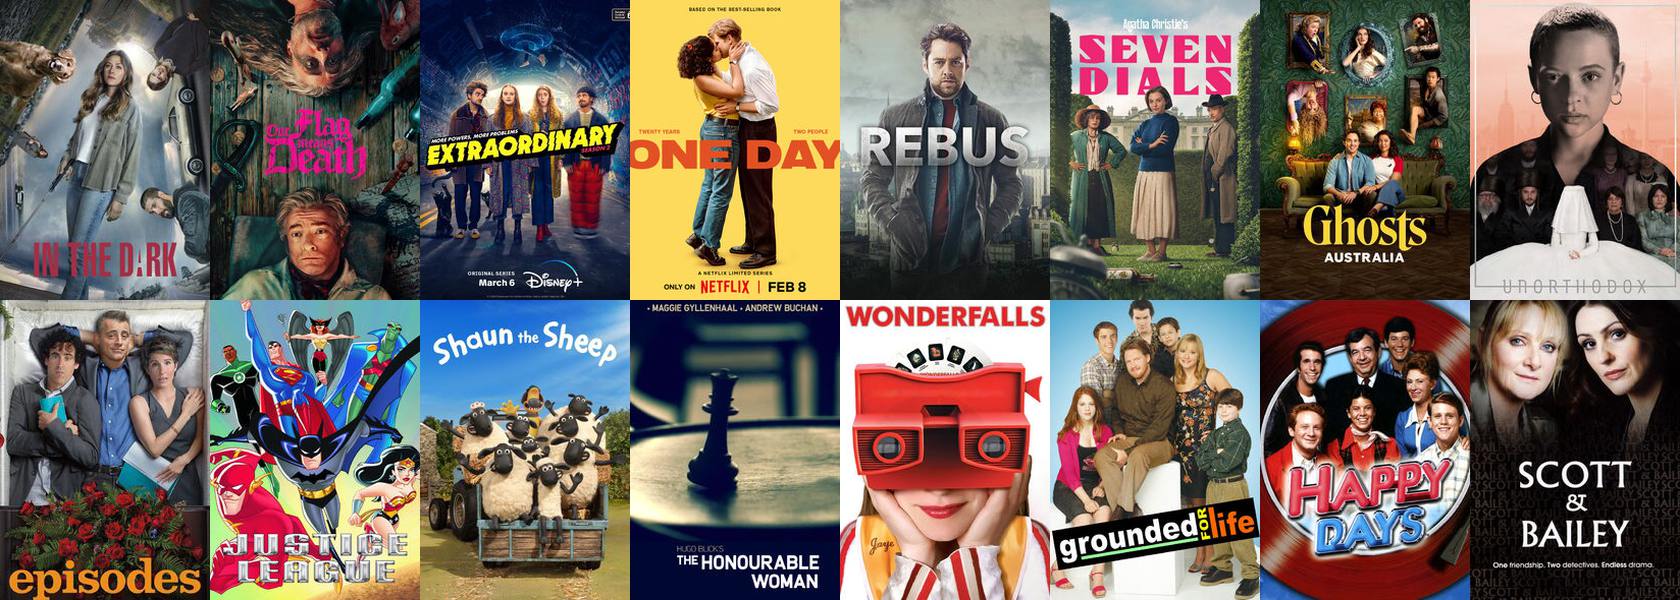 IN THE DARK
Our
Flag
means
Death
MORE POWERS, MORE PROBLEMS
EXTRAORDINARY
SEASON 2
ORIGINAL SERIES
March 6
Disney+
BASED ON THE BEST-SELLING BOOK
TWENTY YEARS
TWO PEOPLE
ONE DAY
A NETFLIX LIMITED SERIES
ONLY ON NETFLIX | FEB 8
REBUS
Agatha Christie's
SEVEN
DIALS
Ghosts
AUSTRALIA
UNORTHODOX
episodes
JUSTICE
LEAGUE
Shaun the Sheep
• MAGGIE GYLLENHAAL • ANDREW BUCHAN •
HUGO BLICK'S
THE HONOURABLE
WOMAN
WONDERFALLS
Jaye
grounded FOR life
HAPPY
DAYS
SCOTT
&
BAILEY
One friendship. Two detectives. Endless drama.